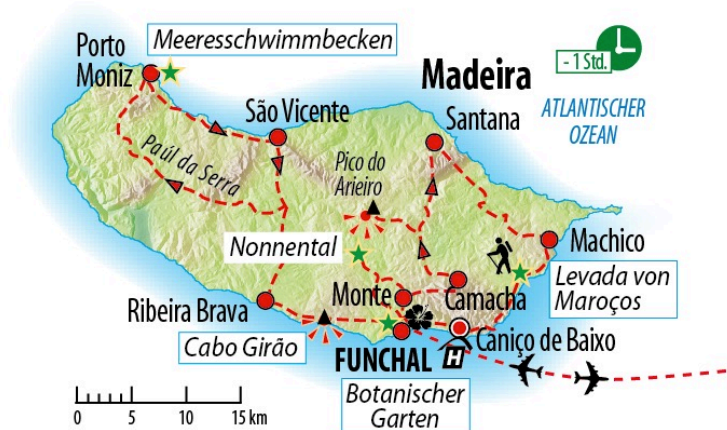 Meeresschwimmbecken
Porto
Moniz
- 1 Std.
Madeira
São Vicente
Santana
ATLANTISCHER
OZEAN
Paúl da Serra
Pico do
Arieiro
Nonnental
Machico
Levada von
Maroços
Monte
Camacha
Ribeira Brava
Cabo Girão
FUNCHAL
H
Caniço de Baixo
Botanischer
Garten
0 5 10 15 km